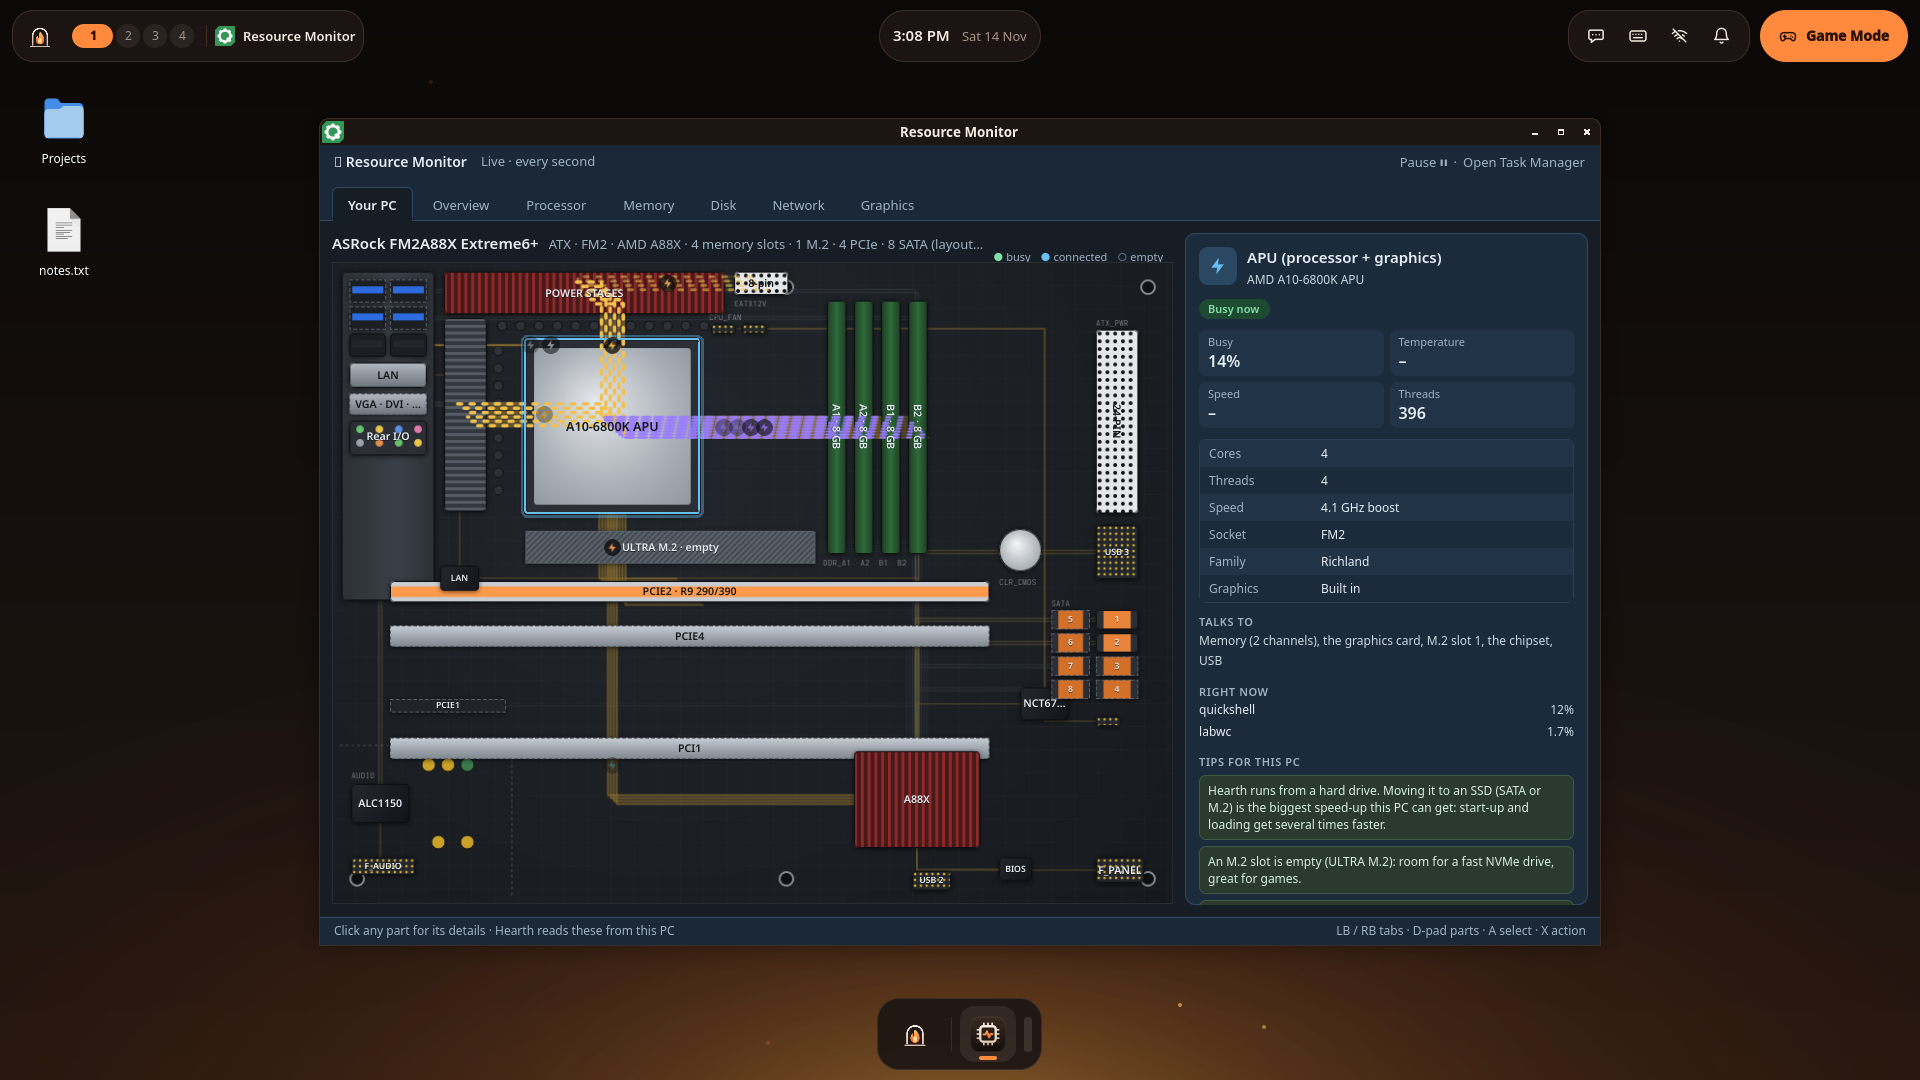 1 2 3 4 Resource Monitor
3:08 PM Sat 14 Nov
Game Mode
Projects
notes.txt
Resource Monitor
Resource Monitor Live · every second
Pause · Open Task Manager
Your PC Overview Processor Memory Disk Network Graphics
ASRock FM2A88X Extreme6+ ATX · FM2 · AMD A88X · 4 memory slots · 1 M.2 · 4 PCIe · 8 SATA (layout...
busy connected empty
POWER STAGES
8-pin
EATX12V
CPU_FAN
ATX_PWR
LAN
VGA · DVI · ...
Rear I/O
A10-6800K APU
A1 · 8 GB
A2 · 8 GB
B1 · 8 GB
B2 · 8 GB
24-pin
ULTRA M.2 · empty
DDR_A1 A2 B1 B2
USB 3
CLR_CMOS
LAN
PCIE2 · R9 290/390
SATA
5 1
6 2
7 3
8 4
PCIE4
PCIE1
NCT67...
PCI1
AUDIO
ALC1150
A88X
F_AUDIO
USB 2
BIOS
F_PANEL
APU (processor + graphics)
AMD A10-6800K APU
Busy now
Busy
14%
Temperature
–
Speed
–
Threads
396
Cores 4
Threads 4
Speed 4.1 GHz boost
Socket FM2
Family Richland
Graphics Built in
TALKS TO
Memory (2 channels), the graphics card, M.2 slot 1, the chipset,
USB
RIGHT NOW
quickshell 12%
labwc 1.7%
TIPS FOR THIS PC
Hearth runs from a hard drive. Moving it to an SSD (SATA or
M.2) is the biggest speed-up this PC can get: start-up and
loading get several times faster.
An M.2 slot is empty (ULTRA M.2): room for a fast NVMe drive,
great for games.
Click any part for its details · Hearth reads these from this PC
LB / RB tabs · D-pad parts · A select · X action